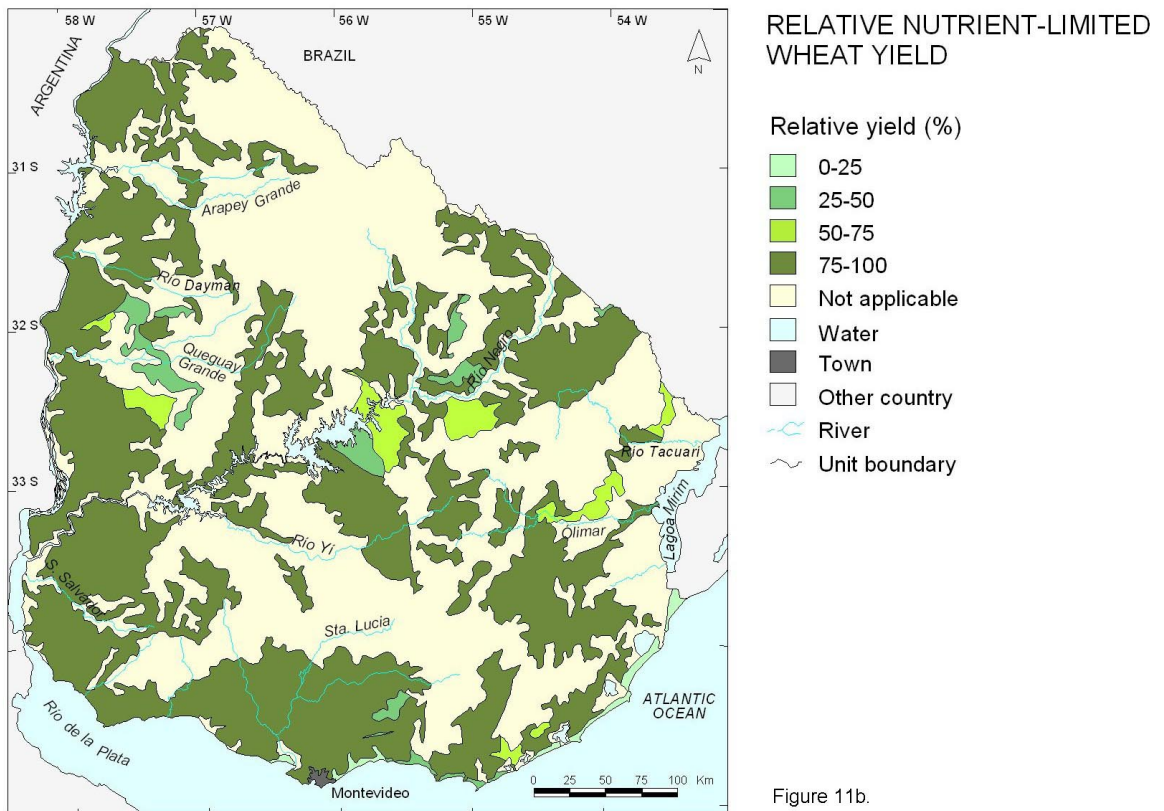 58 W
57 W
56 W
55 W
54 W
ARGENTINA
BRAZIL
N
31 S
Arapey Grande
Rio Dayman
32 S
Queguay
Grande
Rio Negro
Rio Tacuari
33 S
Olimar
Lagoa Mirim
Rio Yi
S. Salvador
Sta. Lucia
ATLANTIC
OCEAN
Rio de la Plata
Montevideo
0 25 50 75 100 Km
RELATIVE NUTRIENT-LIMITED
WHEAT YIELD
Relative yield (%)
0-25
25-50
50-75
75-100
Not applicable
Water
Town
Other country
River
Unit boundary
Figure 11b.